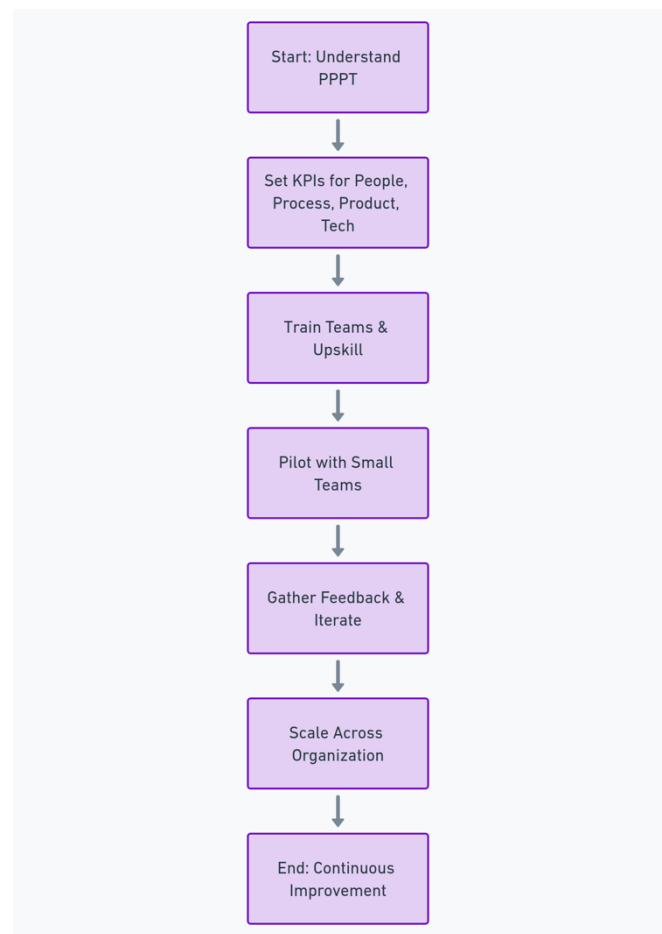 Start: Understand
PPPT
Set KPIs for People,
Process, Product,
Tech
Train Teams &
Upskill
Pilot with Small
Teams
Gather Feedback &
Iterate
Scale Across
Organization
End: Continuous
Improvement